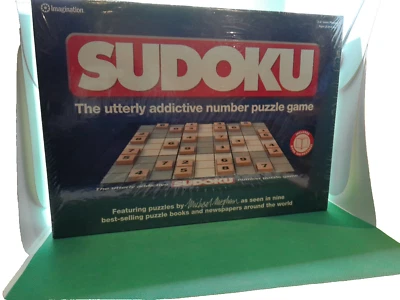 Imagination
SUDOKU
The utterly addictive number puzzle game
SUDOKU
Featuring puzzles by Michael Mepham, as seen in nine
best-selling puzzle books and newspapers around the world